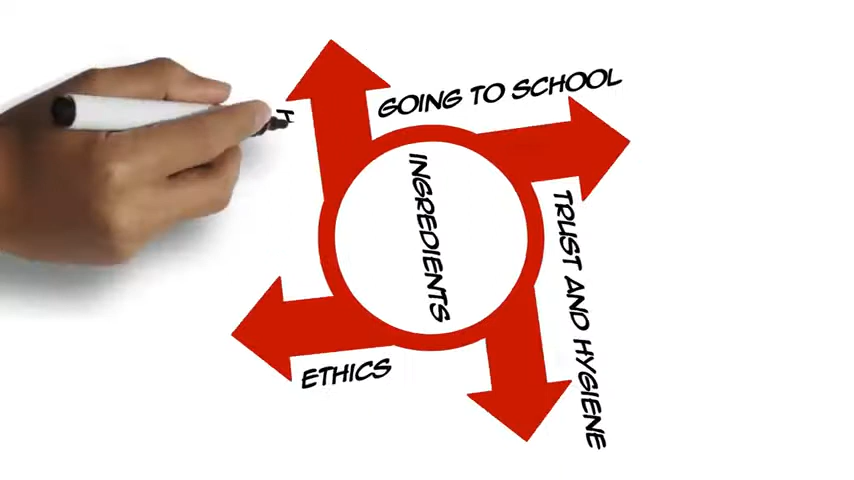 GOING TO SCHOOL
INGREDIENTS
TRUST AND HYGIENE
ETHICS